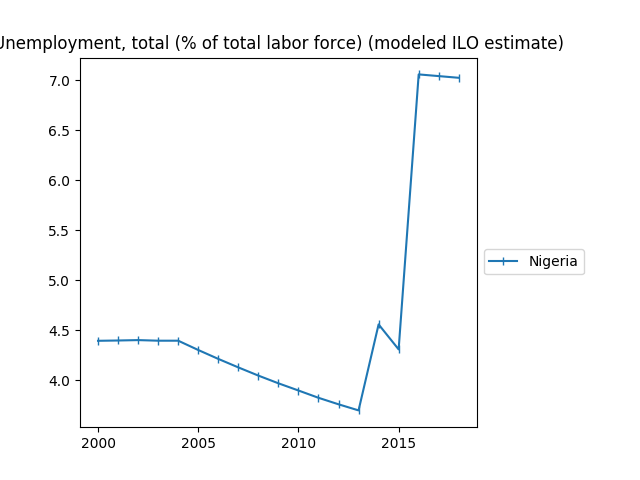 Unemployment, total (% of total labor force) (modeled ILO estimate)
7.0
6.5
6.0
5.5
5.0
4.5
4.0
2000 2005 2010 2015
Nigeria